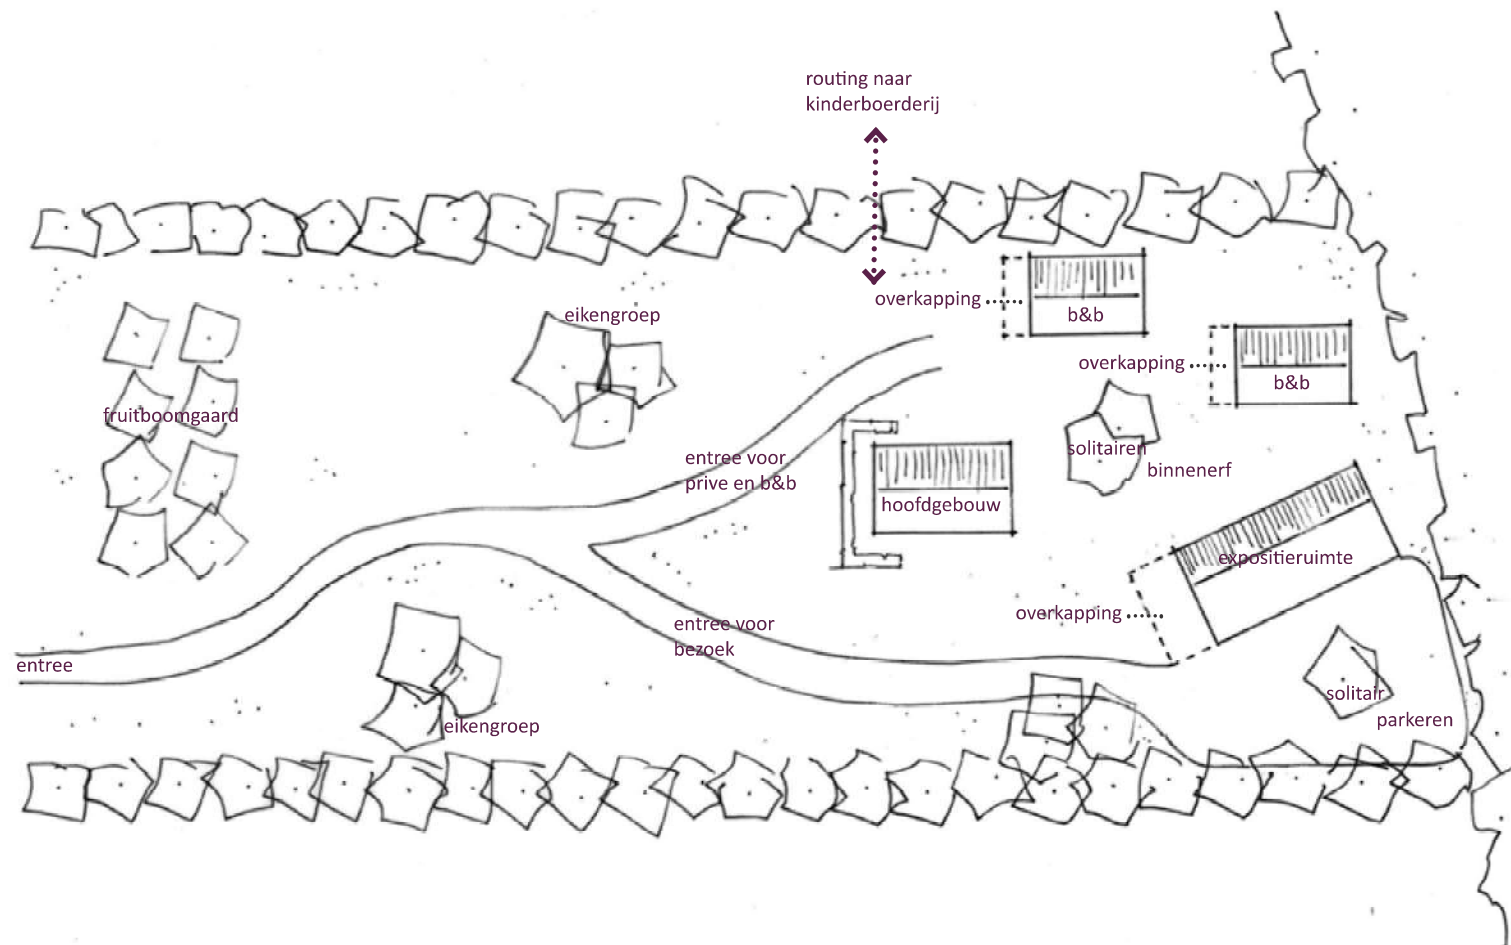 routing naar
kinderboerderij
overkapping
b&b
eikengroep
overkapping
b&b
fruitboomgaard
solitairen
binnenerf
entree voor
prive en b&b
hoofdgebouw
expositieruimte
overkapping
entree voor
bezoek
entree
solitair
parkeren
eikengroep